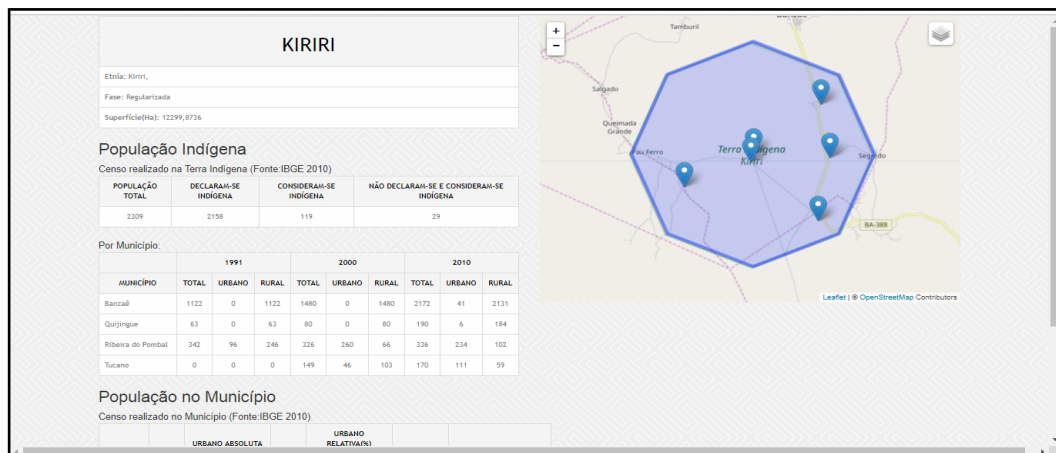 KIRIRI
Etnia: Kiriri,
Fase: Regularizada
Superfície(Ha): 12299,8736
População Indígena
Censo realizado na Terra Indigena (Fonte:IBGE 2010)
POPULAÇÃO TOTAL DECLARAM-SE INDÍGENA CONSIDERAM-SE INDÍGENA NÃO DECLARAM-SE E CONSIDERAM-SE INDÍGENA
2309 2158 119 29
Por Município:
1991 2000 2010
MUNICÍPIO TOTAL URBANO RURAL TOTAL URBANO RURAL TOTAL URBANO RURAL
Banzaê 1122 0 1122 1480 0 1480 2172 41 2131
Quijingue 63 0 63 80 0 80 190 6 184
Ribeira do Pombal 342 96 246 326 260 66 336 234 102
Tucano 0 0 0 149 46 103 170 111 59
População no Município
Censo realizado no Município (Fonte:IBGE 2010)
URBANO ABSOLUTA URBANO RELATIVA(%)
+
−
Tamburil
Salgado
Queimada Grande
Pau Ferro
Terra Indígena Kiriri
Segredo
BA-388
Leaflet | © OpenStreetMap Contributors